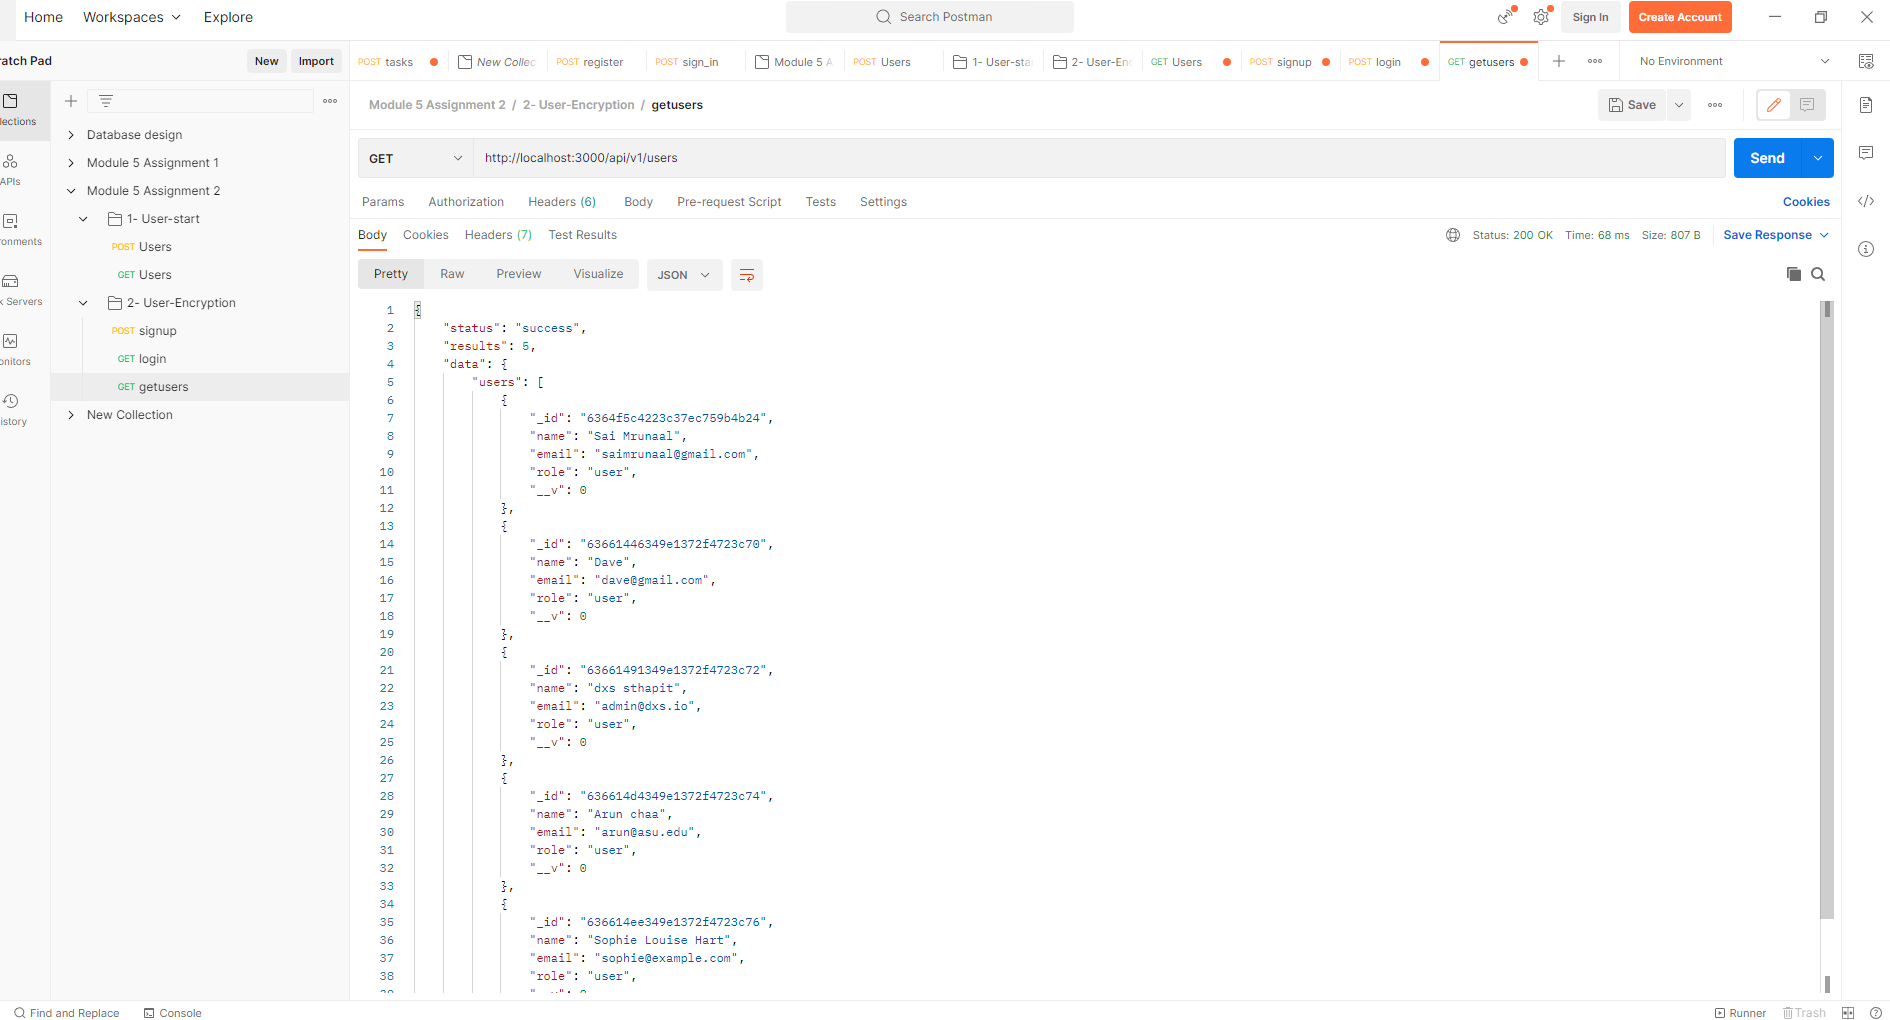 Home Workspaces Explore Search Postman Sign In Create Account
ratch Pad New Import
POST tasks New Collec POST register POST sign_in Module 5 A POST Users 1- User-sta 2- User-En GET Users POST signup POST login GET getusers No Environment
lections
APIs
ronments
k Servers
onitors
istory
Database design
Module 5 Assignment 1
Module 5 Assignment 2
1- User-start
POST Users
GET Users
2- User-Encryption
POST signup
GET login
GET getusers
New Collection
Module 5 Assignment 2 / 2- User-Encryption / getusers Save
GET http://localhost:3000/api/v1/users Send
Params Authorization Headers (6) Body Pre-request Script Tests Settings Cookies
Body Cookies Headers (7) Test Results Status: 200 OK Time: 68 ms Size: 807 B Save Response
Pretty Raw Preview Visualize JSON
1 {
2 "status": "success",
3 "results": 5,
4 "data": {
5 "users": [
6 {
7 "_id": "6364f5c4223c37ec759b4b24",
8 "name": "Sai Mrunaal",
9 "email": "saimrunaal@gmail.com",
10 "role": "user",
11 "__v": 0
12 },
13 {
14 "_id": "63661446349e1372f4723c70",
15 "name": "Dave",
16 "email": "dave@gmail.com",
17 "role": "user",
18 "__v": 0
19 },
20 {
21 "_id": "63661491349e1372f4723c72",
22 "name": "dxs sthapit",
23 "email": "admin@dxs.io",
24 "role": "user",
25 "__v": 0
26 },
27 {
28 "_id": "636614d4349e1372f4723c74",
29 "name": "Arun chaa",
30 "email": "arun@asu.edu",
31 "role": "user",
32 "__v": 0
33 },
34 {
35 "_id": "636614ee349e1372f4723c76",
36 "name": "Sophie Louise Hart",
37 "email": "sophie@example.com",
38 "role": "user",
Find and Replace Console Runner Trash